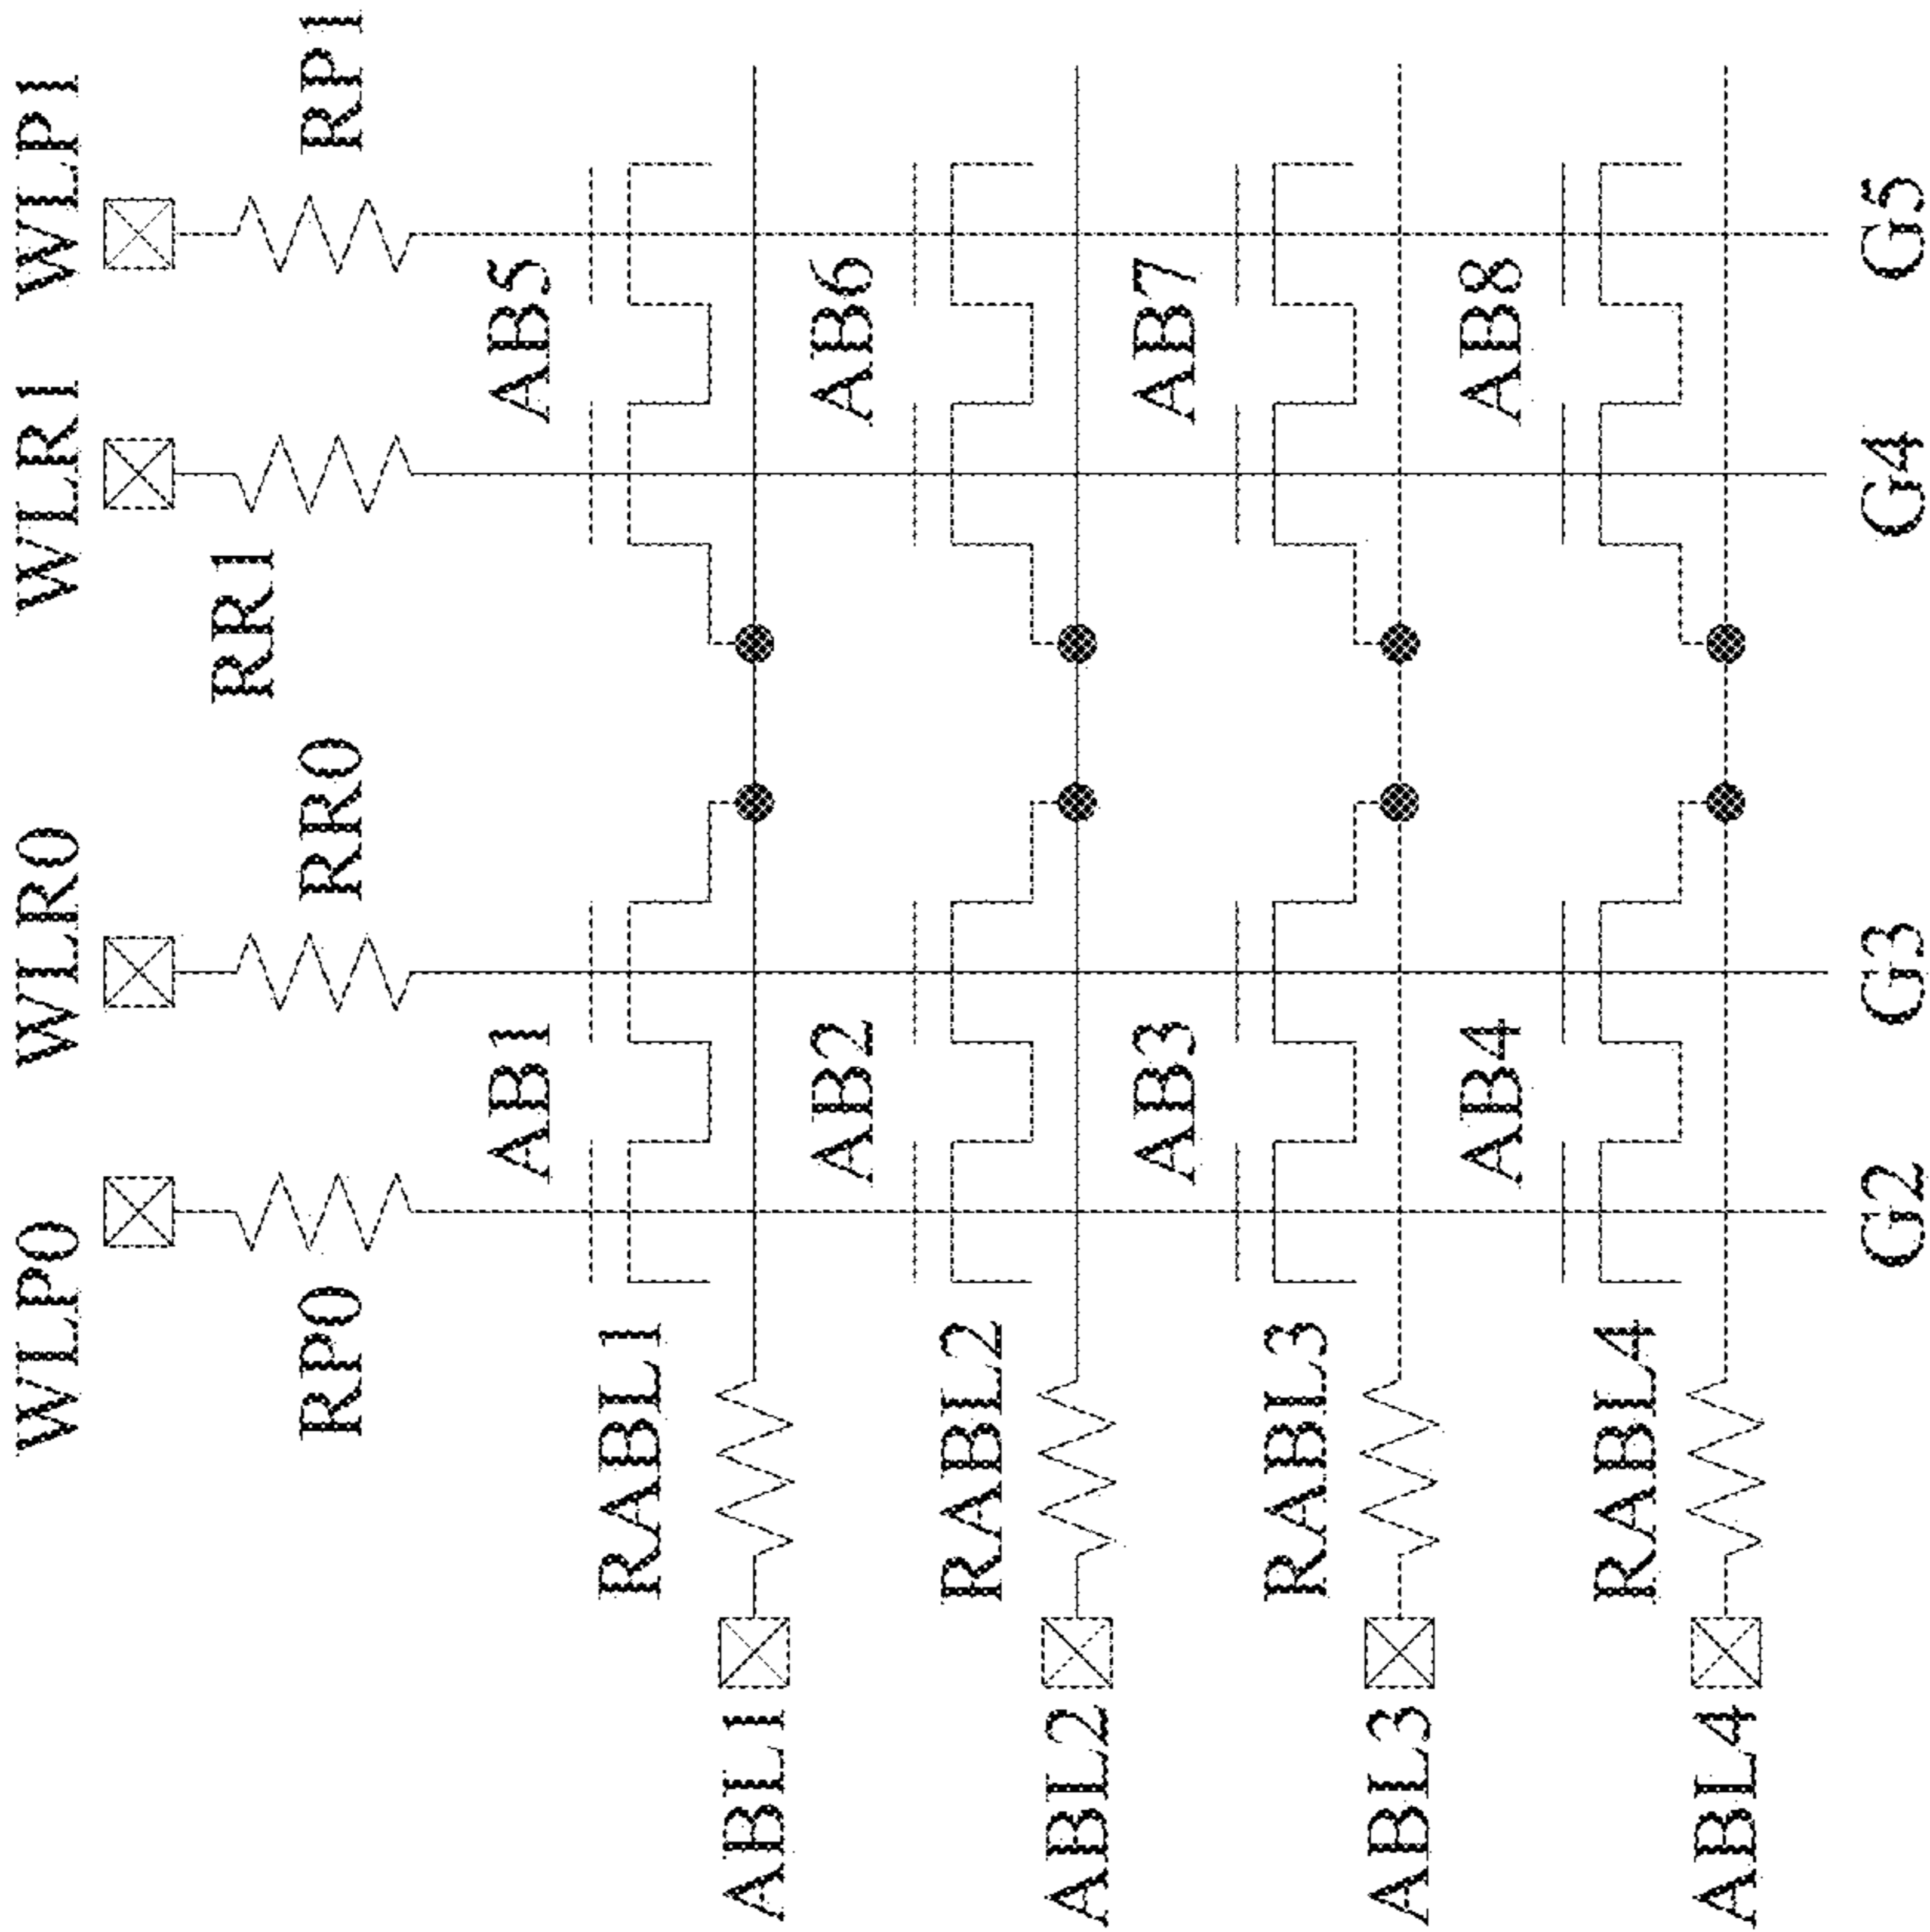 WLP0 WLR0 WLR1 WLP1
RP0 RR0 RR1 RP1
AB1 AB5
RABL1
ABL1
AB2 AB6
RABL2
ABL2
AB3 AB7
RABL3
ABL3
AB4 AB8
RABL4
ABL4
G2 G3 G4 G5